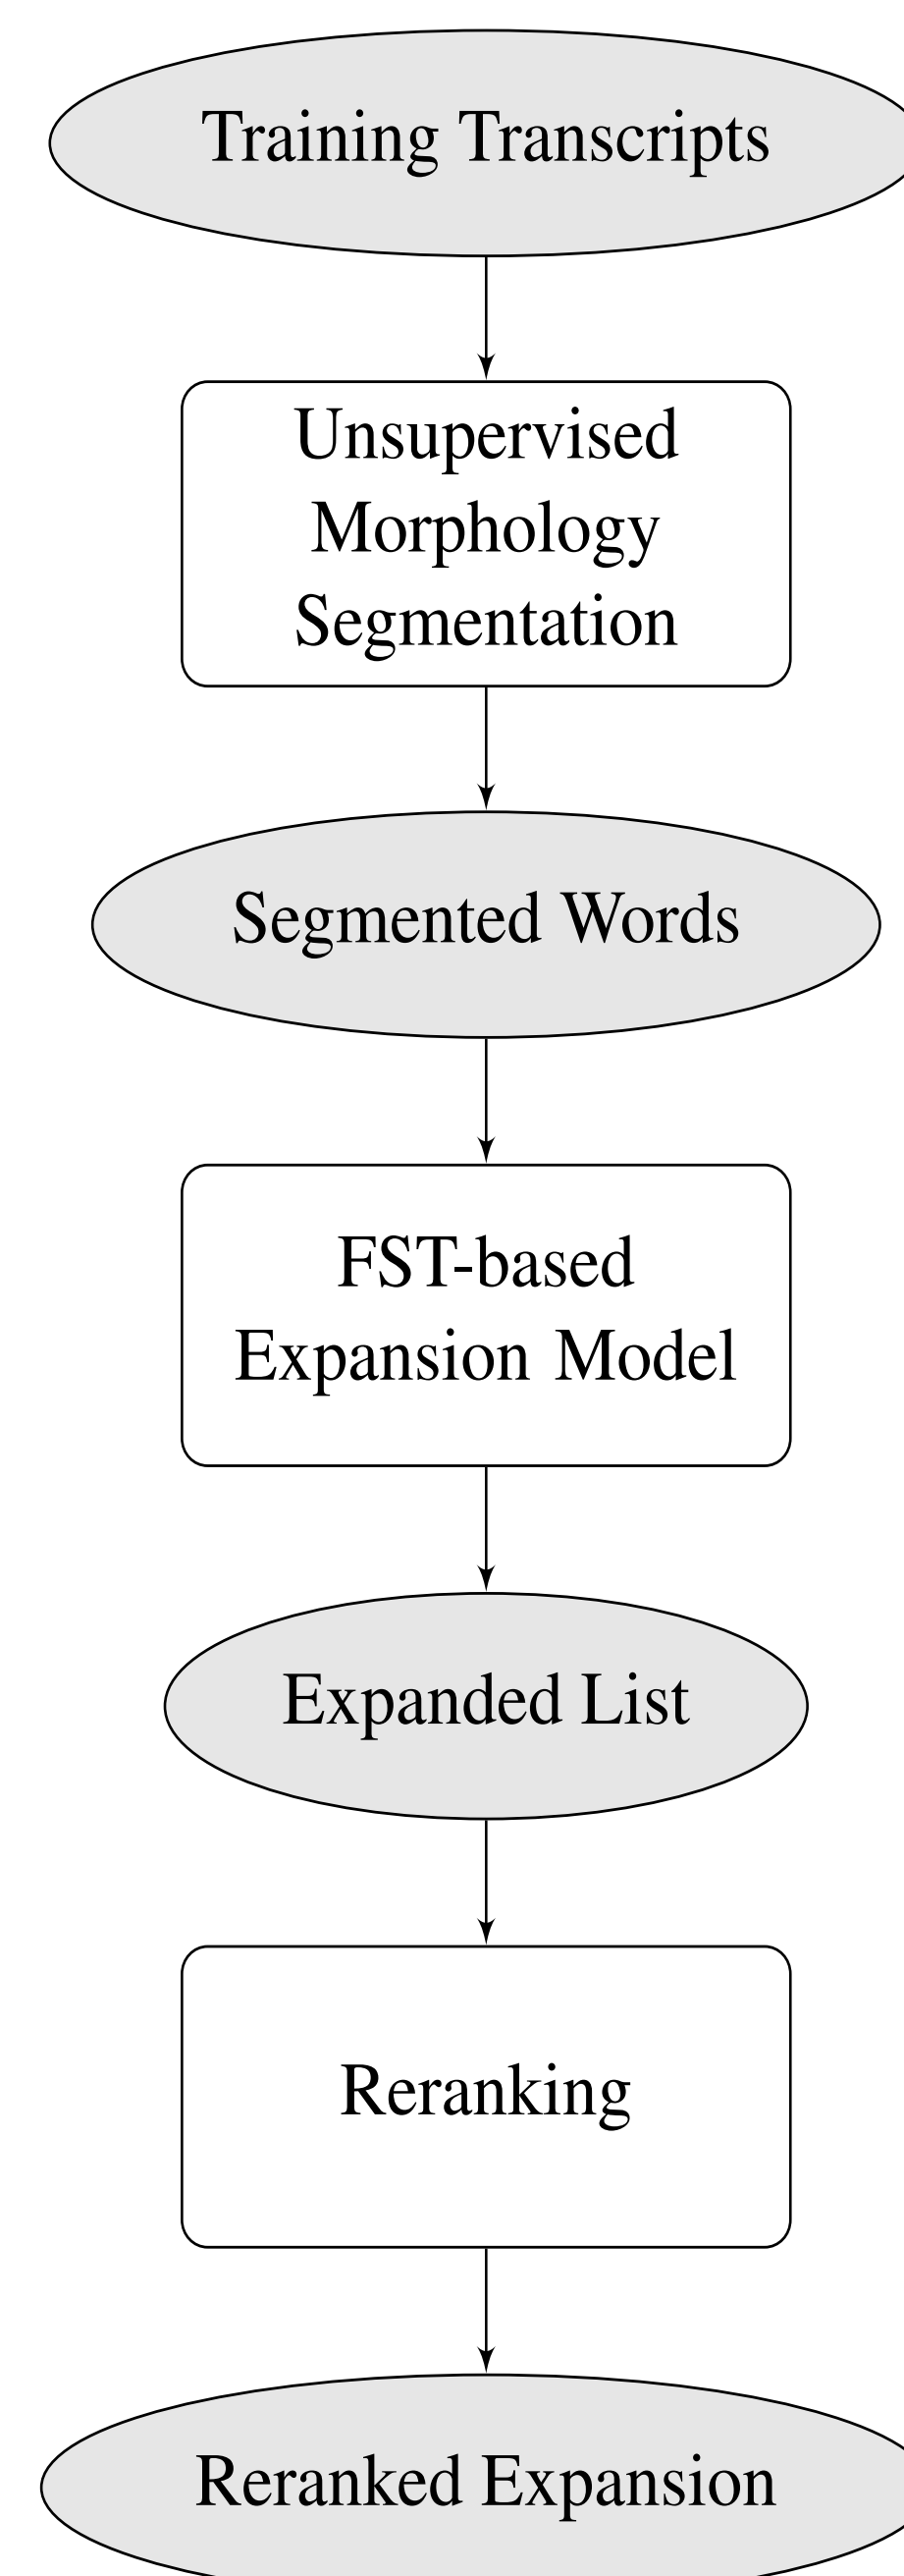 Training Transcripts
Unsupervised
Morphology
Segmentation
Segmented Words
FST-based
Expansion Model
Expanded List
Reranking
Reranked Expansion